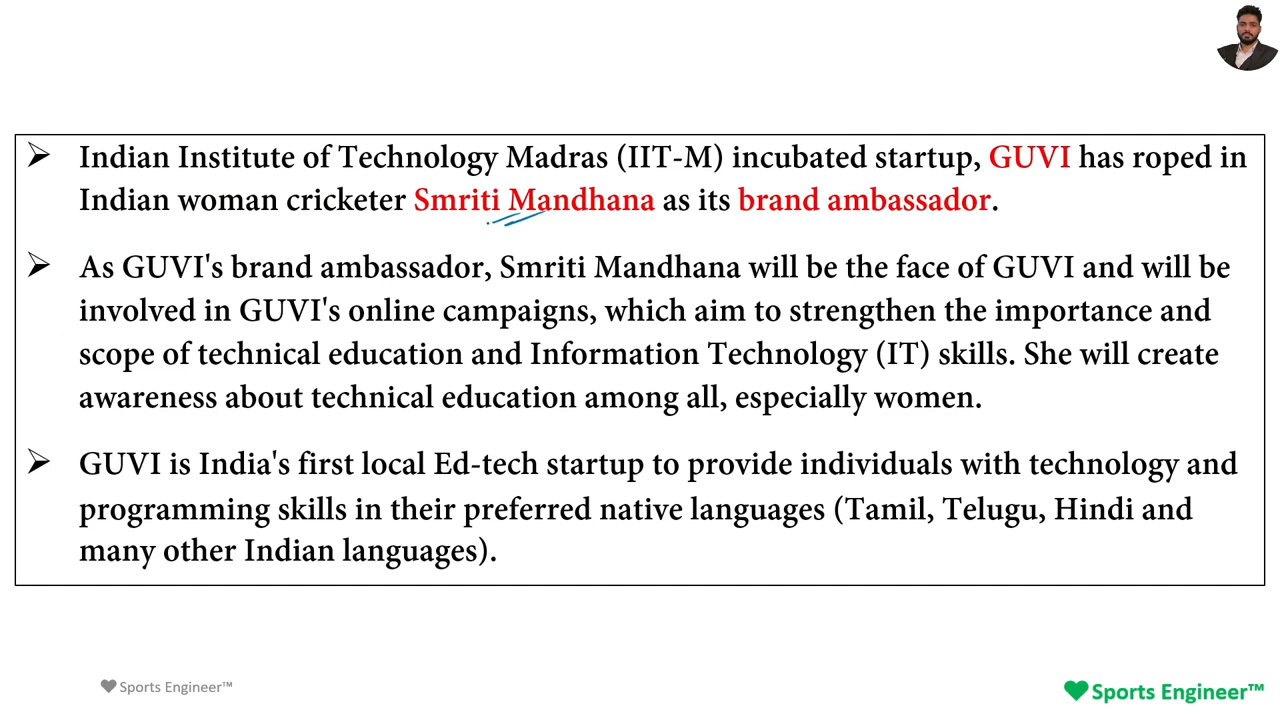 Indian Institute of Technology Madras (IIT-M) incubated startup, GUVI has roped in
Indian woman cricketer Smriti Mandhana as its brand ambassador.
As GUVI's brand ambassador, Smriti Mandhana will be the face of GUVI and will be
involved in GUVI's online campaigns, which aim to strengthen the importance and
scope of technical education and Information Technology (IT) skills. She will create
awareness about technical education among all, especially women.
GUVI is India's first local Ed-tech startup to provide individuals with technology and
programming skills in their preferred native languages (Tamil, Telugu, Hindi and
many other Indian languages).
Sports Engineer™
Sports Engineer™